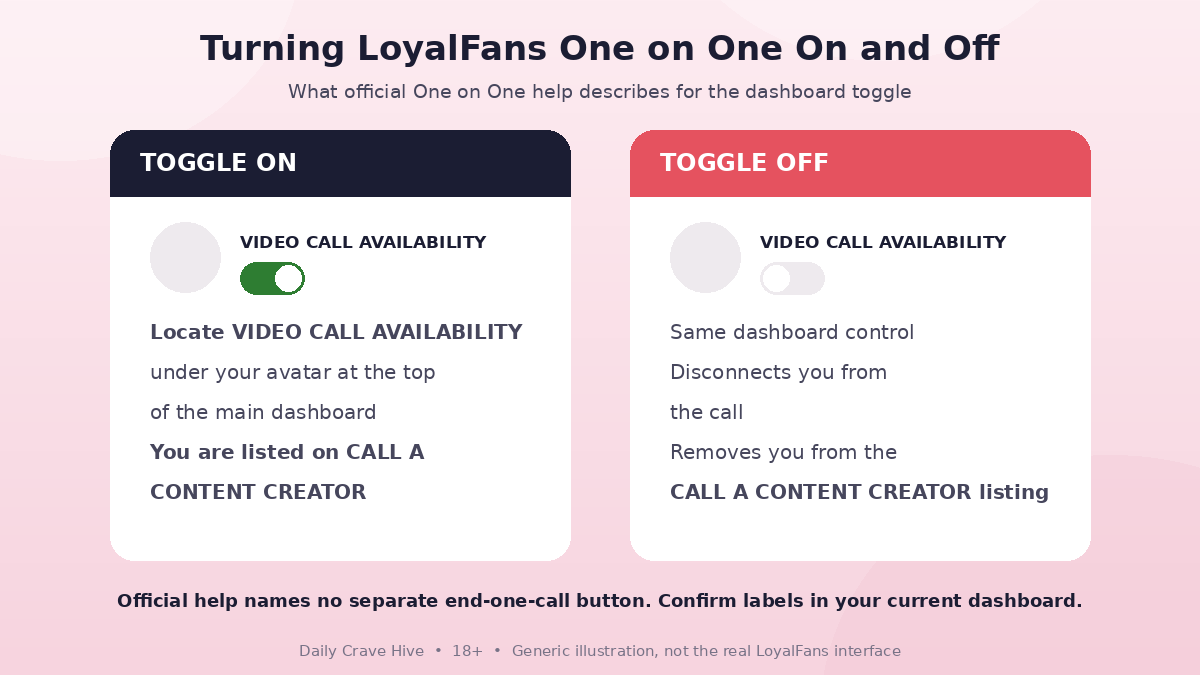 Turning LoyalFans One on One On and Off
What official One on One help describes for the dashboard toggle
TOGGLE ON
VIDEO CALL AVAILABILITY
Locate VIDEO CALL AVAILABILITY
under your avatar at the top
of the main dashboard
You are listed on CALL A
CONTENT CREATOR
TOGGLE OFF
VIDEO CALL AVAILABILITY
Same dashboard control
Disconnects you from
the call
Removes you from the
CALL A CONTENT CREATOR listing
Official help names no separate end-one-call button. Confirm labels in your current dashboard.
Daily Crave Hive • 18+ • Generic illustration, not the real LoyalFans interface